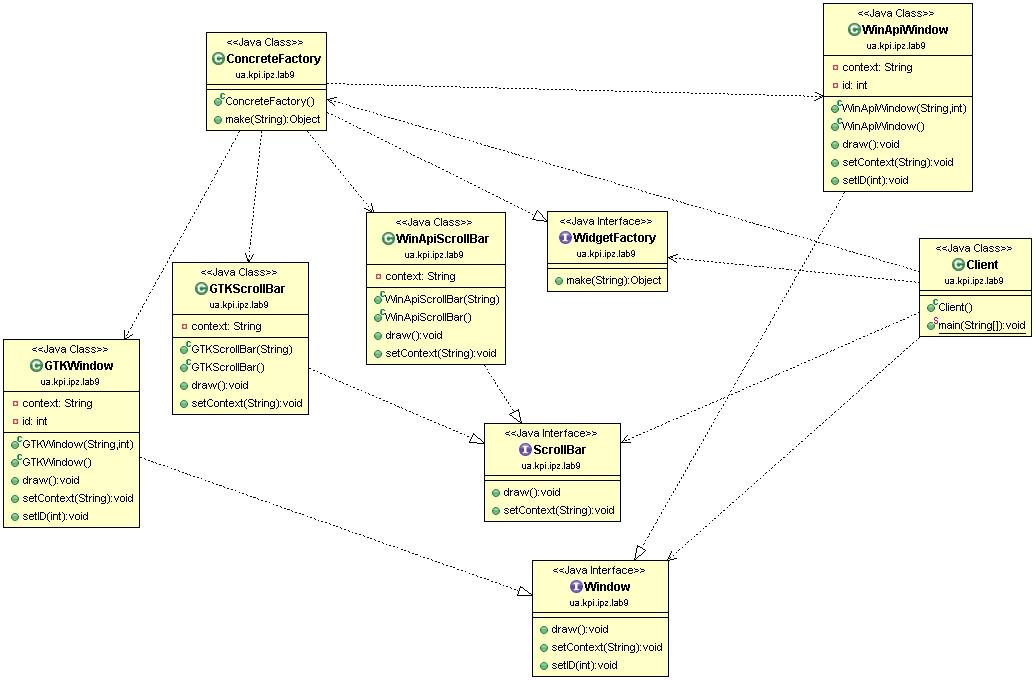 <<Java Class>>
ConcreteFactory
ua.kpi.ipz.lab9
ConcreteFactory()
make(String):Object
<<Java Class>>
WinApiWindow
ua.kpi.ipz.lab9
context: String
id: int
WinApiWindow(String,int)
WinApiWindow()
draw():void
setContext(String):void
setID(int):void
<<Java Class>>
WinApiScrollBar
ua.kpi.ipz.lab9
context: String
WinApiScrollBar(String)
WinApiScrollBar()
draw():void
setContext(String):void
<<Java Interface>>
WidgetFactory
ua.kpi.ipz.lab9
make(String):Object
<<Java Class>>
Client
ua.kpi.ipz.lab9
Client()
main(String[]):void
<<Java Class>>
GTKScrollBar
ua.kpi.ipz.lab9
context: String
GTKScrollBar(String)
GTKScrollBar()
draw():void
setContext(String):void
<<Java Class>>
GTKWindow
ua.kpi.ipz.lab9
context: String
id: int
GTKWindow(String,int)
GTKWindow()
draw():void
setContext(String):void
setID(int):void
<<Java Interface>>
ScrollBar
ua.kpi.ipz.lab9
draw():void
setContext(String):void
<<Java Interface>>
Window
ua.kpi.ipz.lab9
draw():void
setContext(String):void
setID(int):void